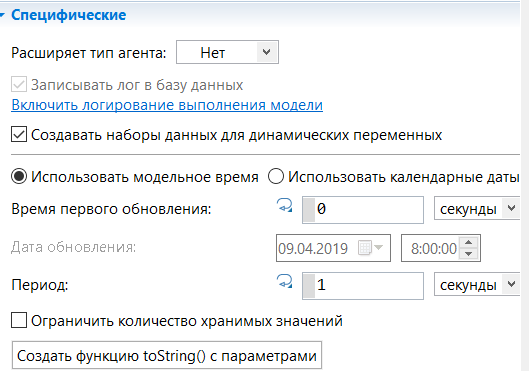 Специфические
Расширяет тип агента: Нет
Записывать лог в базу данных
Включить логирование выполнения модели
Создавать наборы данных для динамических переменных
Использовать модельное время Использовать календарные даты
Время первого обновления: 0 секунды
Дата обновления: 09.04.2019 8:00:00
Период: 1 секунды
Ограничить количество хранимых значений
Создать функцию toString() с параметрами